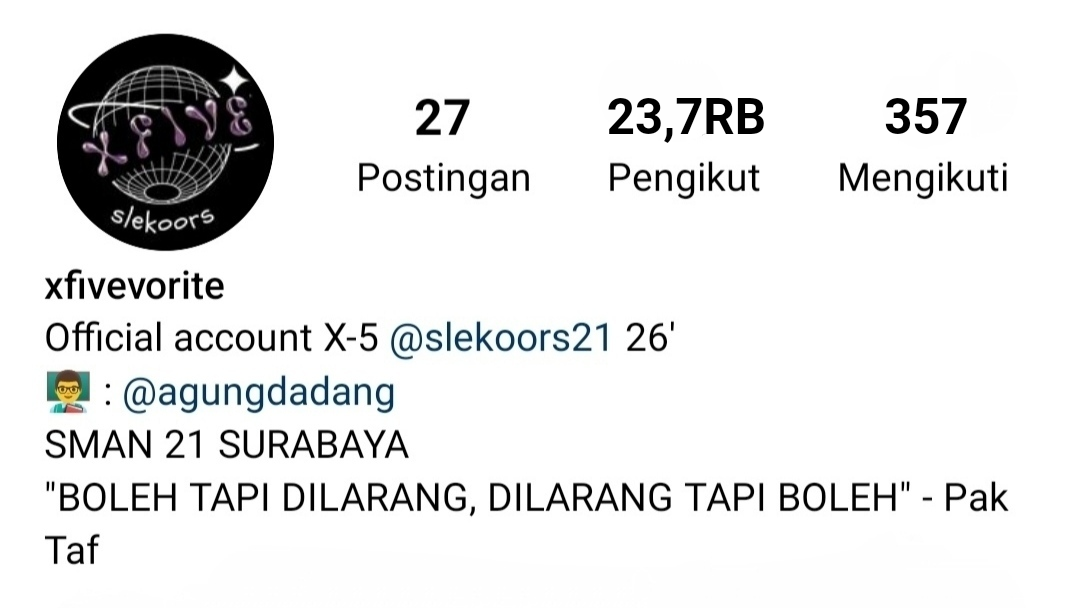 XFIVE
slekoors
27 23,7RB 357
Postingan Pengikut Mengikuti
xfivevorite
Official account X-5 @slekoors21 26'
: @agungdadang
SMAN 21 SURABAYA
"BOLEH TAPI DILARANG, DILARANG TAPI BOLEH" - Pak
Taf